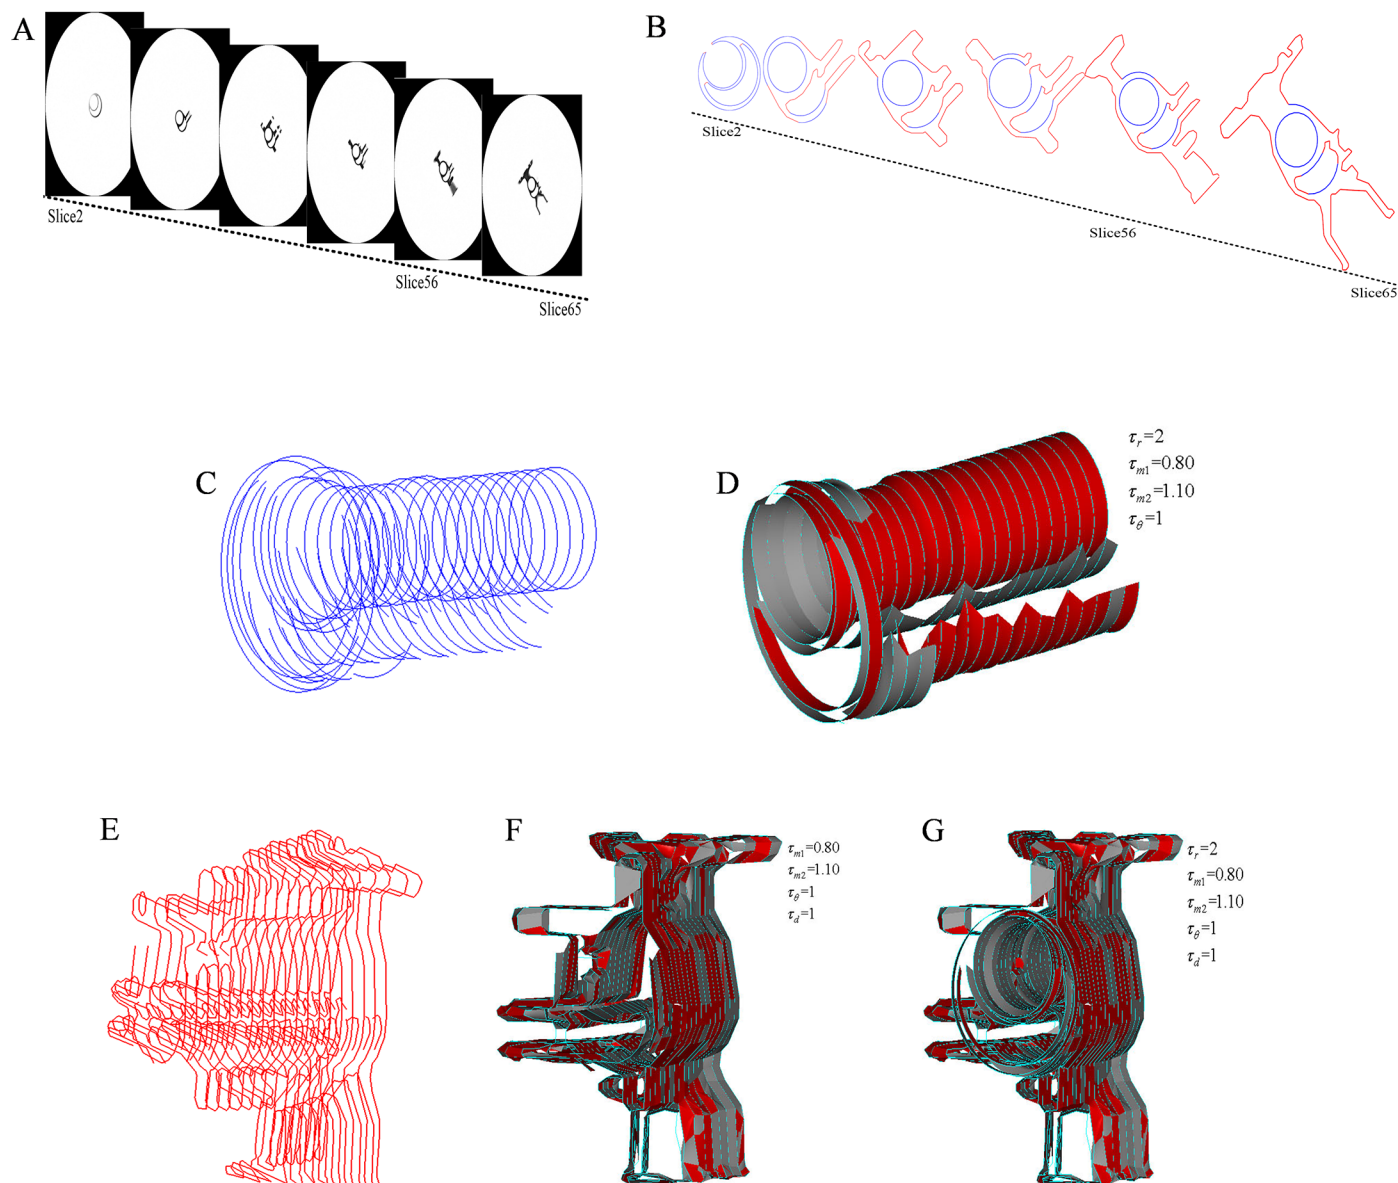 A
Slice2
Slice56
Slice65
B
Slice2
Slice56
Slice65
C
D
τr=2
τm1=0.80
τm2=1.10
τθ=1
E
F
τm1=0.80
τm2=1.10
τθ=1
τd=1
G
τr=2
τm1=0.80
τm2=1.10
τθ=1
τd=1